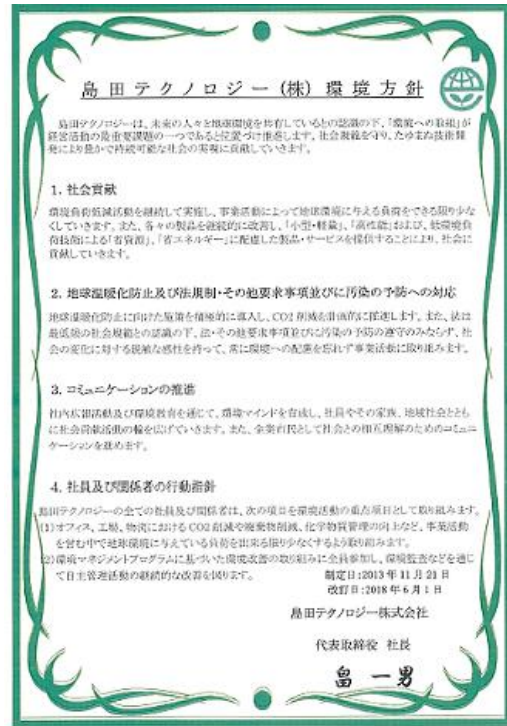 島田テクノロジー(株)環境方針
島田テクノロジーは、未来の人々と地球環境を共有しているとの認識の下、「環境への取組」が
経営活動の最重要課題の一つであると位置づけ推進します。社会規範を守り、たゆまぬ技術開
発により豊かで持続可能な社会の実現に貢献していきます。
1. 社会貢献
環境負荷低減活動を継続して実施し、事業活動によって地球環境に与える負荷をできる限り少な
くしていきます。また、各々の製品を継続的に改善し、「小型・軽量」、「高性能」および、低環境負
荷技術による「省資源」、「省エネルギー」に配慮した製品・サービスを提供することにより、社会に
貢献していきます。
2. 地球温暖化防止及び法規制・その他要求事項並びに汚染の予防への対応
地球温暖化防止に向けた施策を積極的に導入し、CO2削減を計画的に推進します。また、法は
最低限の社会規範との認識の下、法・その他要求事項並びに汚染の予防の遵守のみならず、社
会の変化に対する鋭敏な感性を持って、常に環境への配慮を忘れず事業活動に取り組みます。
3. コミュニケーションの推進
社内広報活動及び環境教育を通じて、環境マインドを育成し、社員やその家族、地域社会ととも
に社会貢献活動の輪を広げていきます。また、企業市民として社会との相互理解のためのコミュニ
ケーションを進めます。
4. 社員及び関係者の行動指針
島田テクノロジーの全ての社員及び関係者は、次の項目を環境活動の重点項目として取り組みます。
(1)オフィス、工場、物流におけるCO2削減や廃棄物削減、化学物質管理の向上など、事業活動
を営む中で地球環境に与えている負荷を出来る限り少なくするよう取り組みます。
(2)環境マネジメントプログラムに基づいた環境改善の取り組みに全員参加し、環境監査などを通じ
て自主管理活動の継続的な改善を図ります。
制定日:2013年11月21日
改訂日:2018年6月1日
島田テクノロジー株式会社
代表取締役 社長
畠 一男